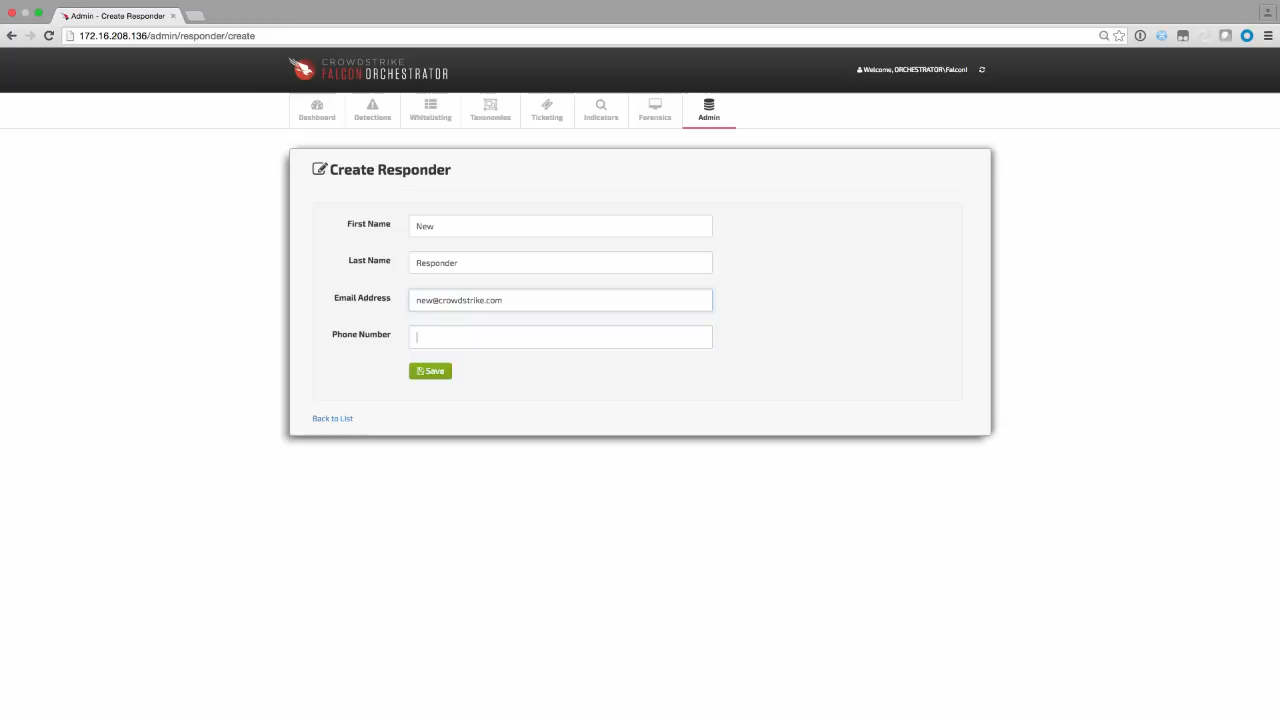 Admin - Create Responder
172.16.208.136/admin/responder/create
CROWDSTRIKE
FALCON ORCHESTRATOR
Welcome, ORCHESTRATOR\Falcon!
Dashboard Detections Whitelisting Taxonomies Ticketing Indicators Forensics Admin
Create Responder
First Name New
Last Name Responder
Email Address new@crowdstrike.com
Phone Number
Save
Back to List